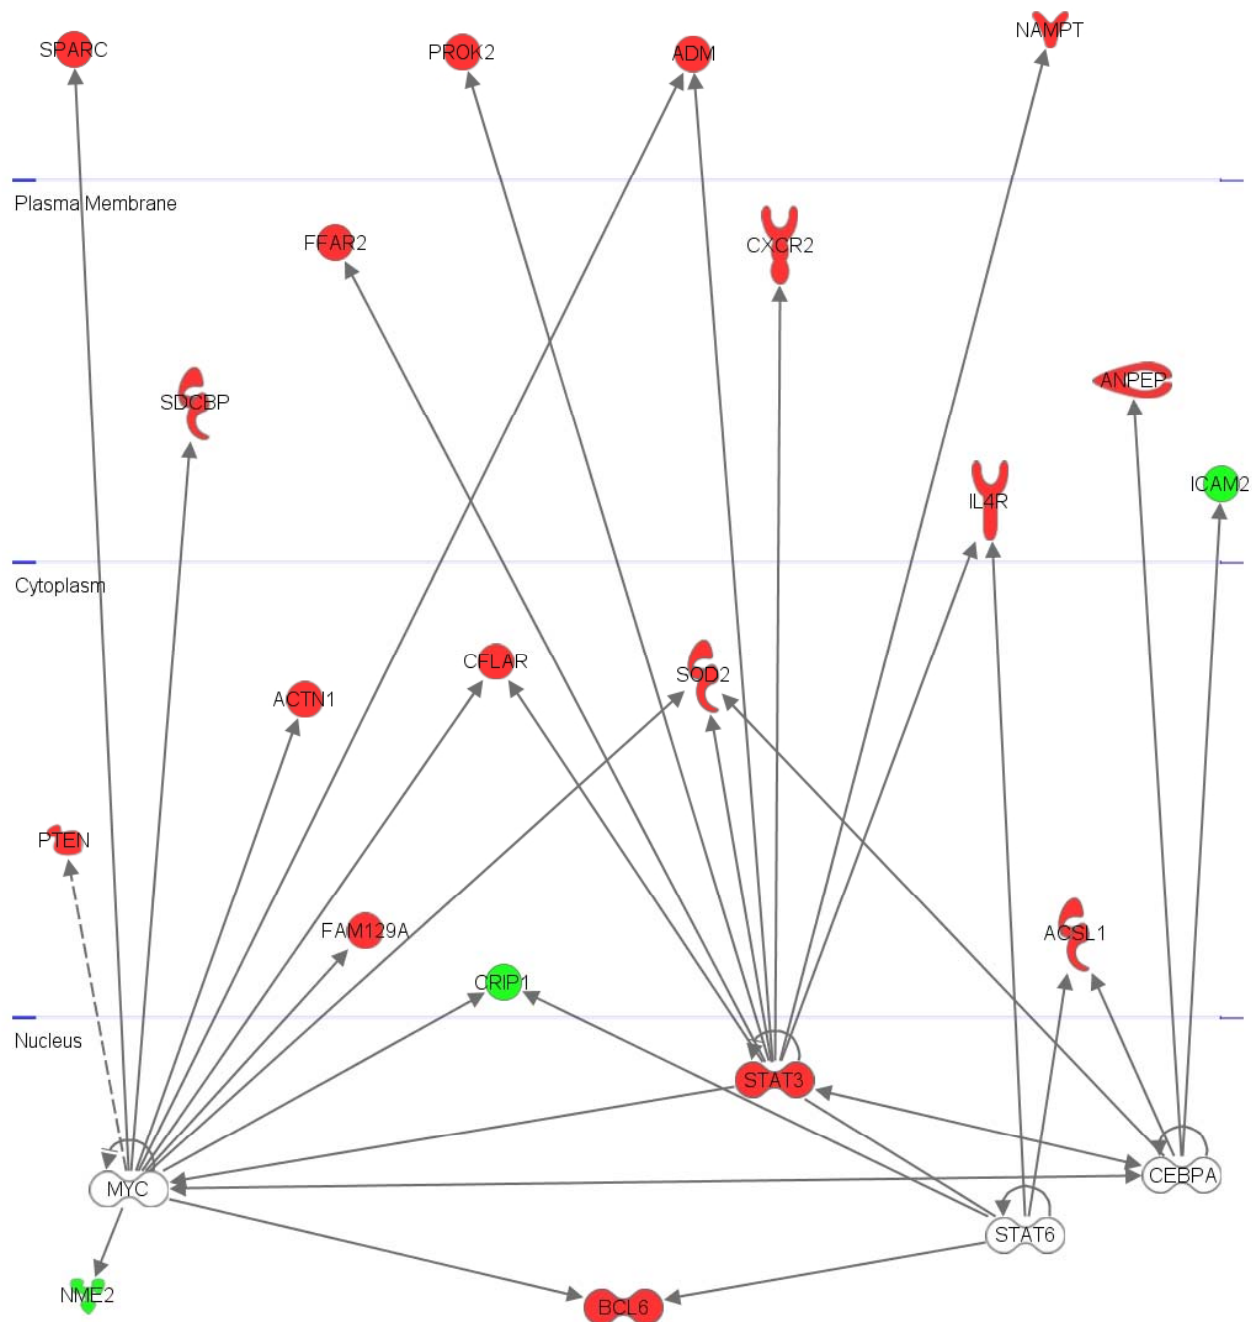 SPARC
PROK2
ADM
NAMPT
Plasma Membrane
FFAR2
CXCR2
SDCBP
ANPEP
ICAM2
IL4R
Cytoplasm
CFLAR
SOD2
ACTN1
PTEN
FAM129A
ACSL1
CRIP1
Nucleus
STAT3
MYC
CEBPA
STAT6
NME2
BCL6